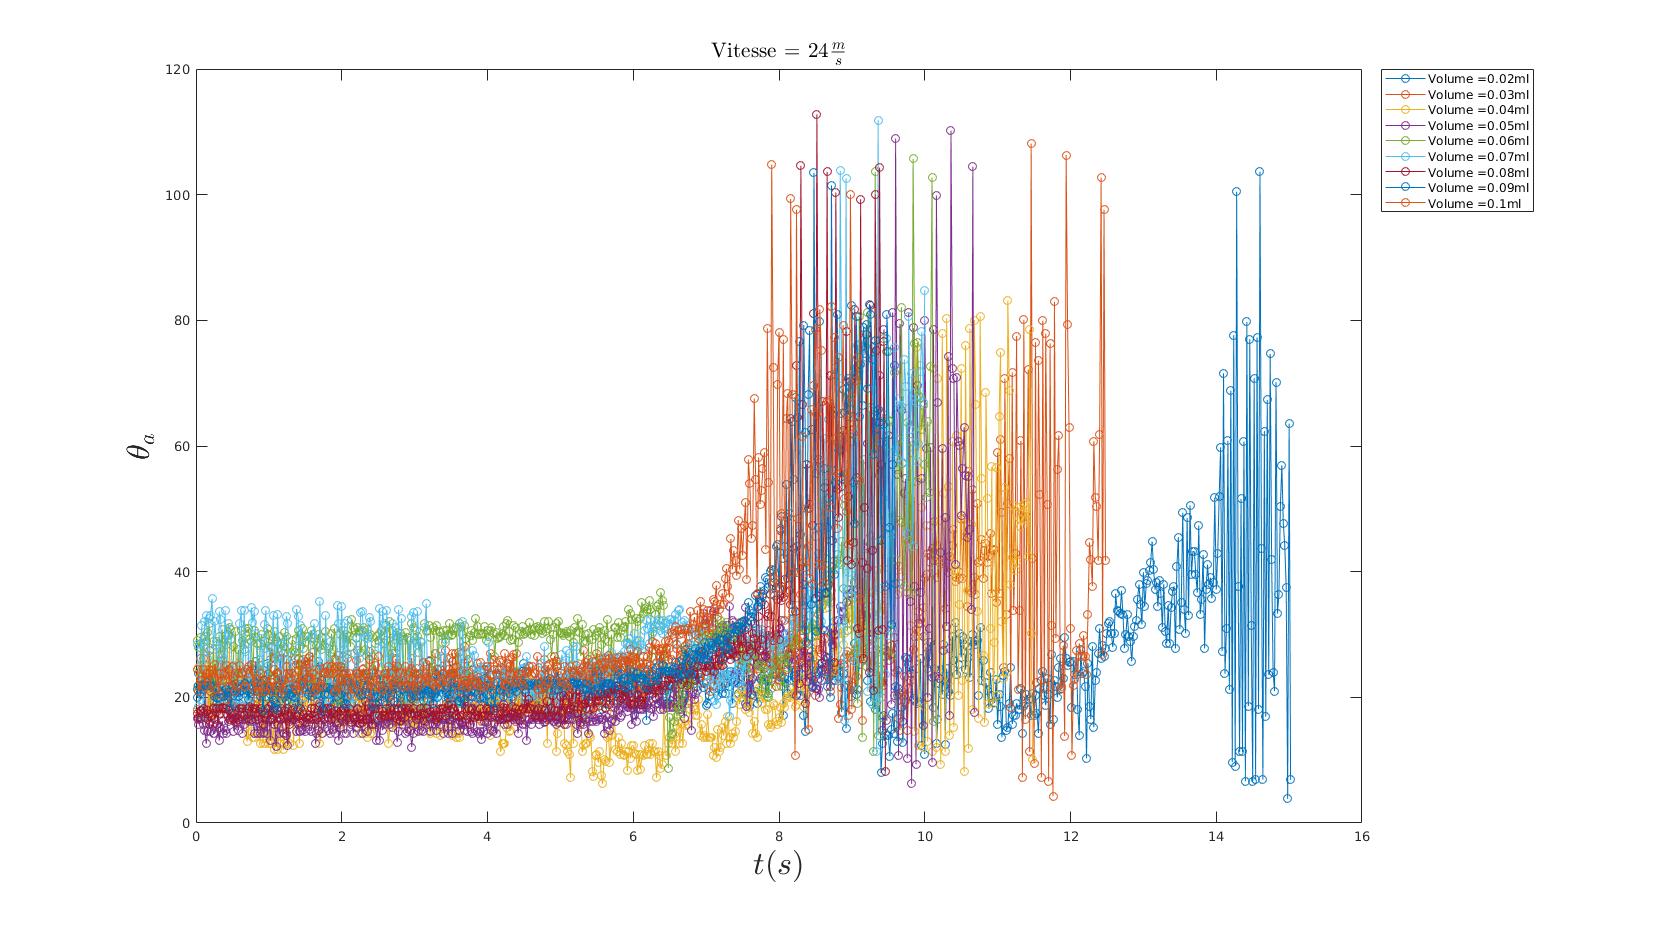 Vitesse = 24 m/s
120
100
80
60
40
20
0
θa
0 2 4 6 8 10 12 14 16
t(s)
Volume =0.02ml
Volume =0.03ml
Volume =0.04ml
Volume =0.05ml
Volume =0.06ml
Volume =0.07ml
Volume =0.08ml
Volume =0.09ml
Volume =0.1ml